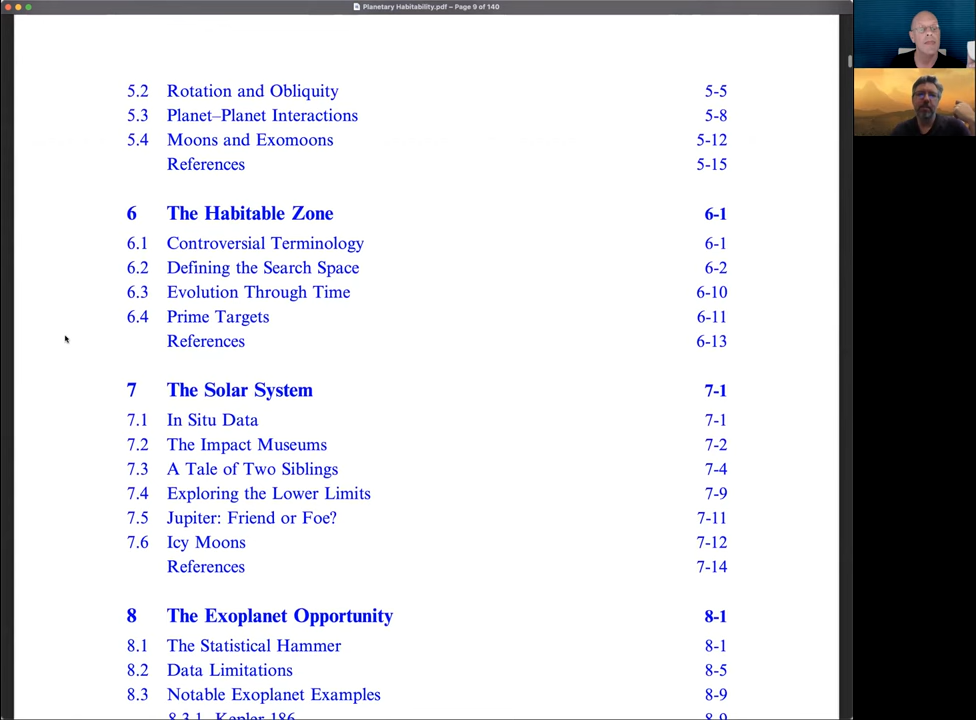 Planetary Habitability.pdf – Page 9 of 140
5.2 Rotation and Obliquity 5-5
5.3 Planet–Planet Interactions 5-8
5.4 Moons and Exomoons 5-12
References 5-15
6 The Habitable Zone 6-1
6.1 Controversial Terminology 6-1
6.2 Defining the Search Space 6-2
6.3 Evolution Through Time 6-10
6.4 Prime Targets 6-11
References 6-13
7 The Solar System 7-1
7.1 In Situ Data 7-1
7.2 The Impact Museums 7-2
7.3 A Tale of Two Siblings 7-4
7.4 Exploring the Lower Limits 7-9
7.5 Jupiter: Friend or Foe? 7-11
7.6 Icy Moons 7-12
References 7-14
8 The Exoplanet Opportunity 8-1
8.1 The Statistical Hammer 8-1
8.2 Data Limitations 8-5
8.3 Notable Exoplanet Examples 8-9
8.3.1 Kepler 186 8-9